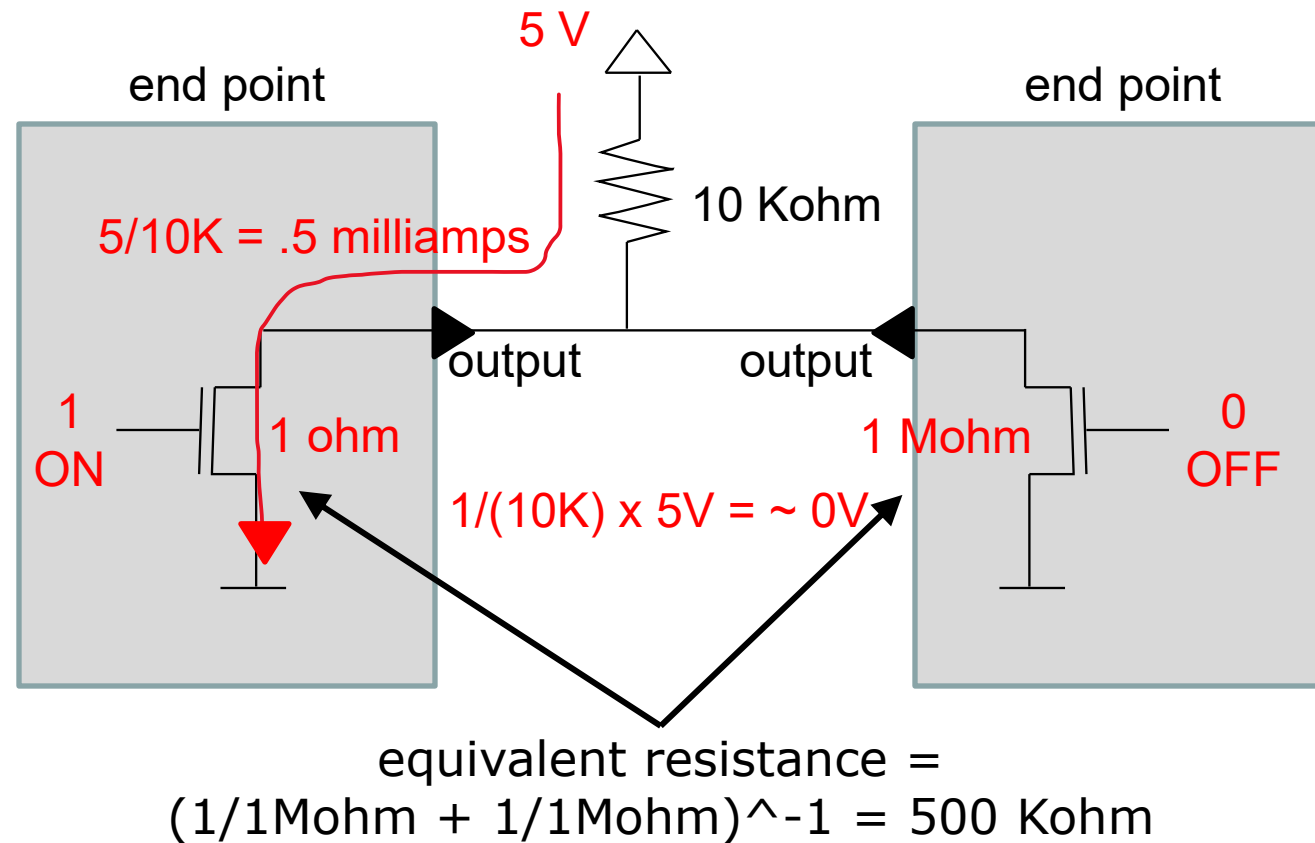 5 V
end point
end point
10 Kohm
5/10K = .5 milliamps
output
output
1
ON
1 ohm
1 Mohm
0
OFF
1/(10K) x 5V = ~ 0V
equivalent resistance =
(1/1Mohm + 1/1Mohm)^-1 = 500 Kohm